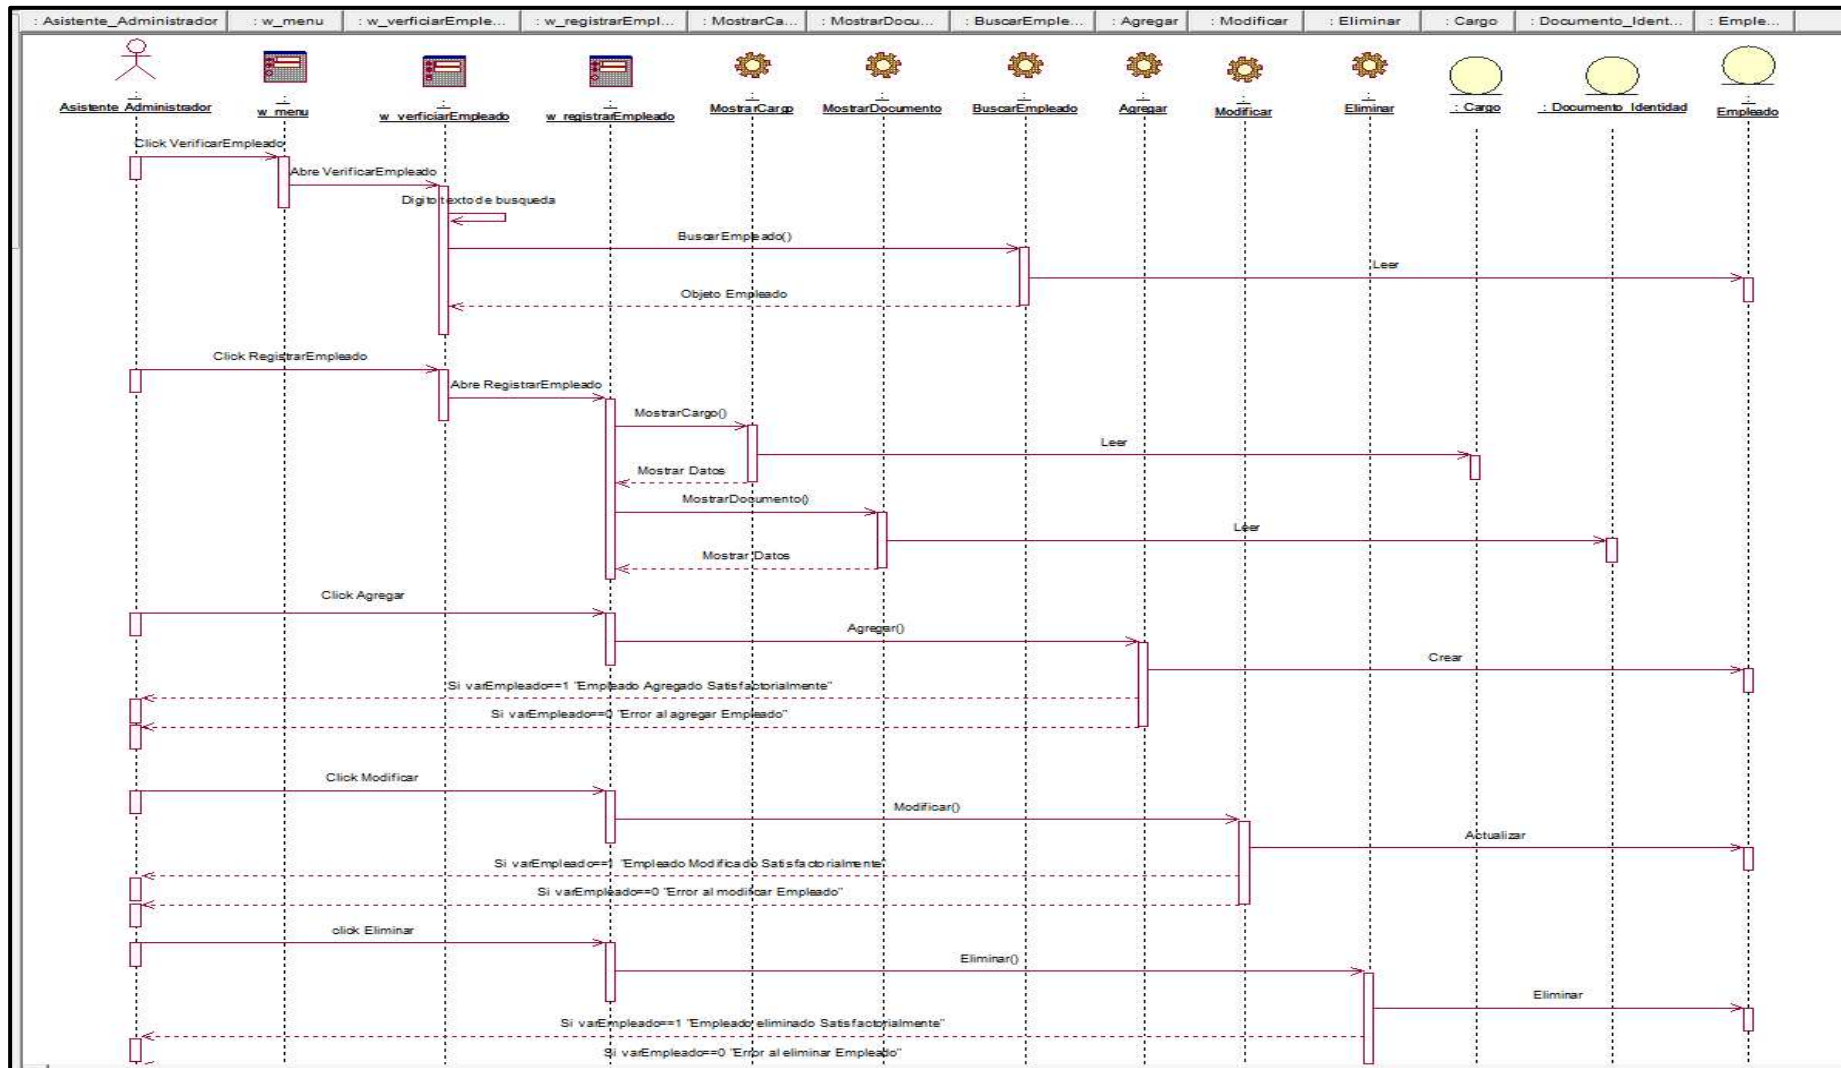 : Asistente_Administrador : w_menu : w_verficiarEmple... : w_registrarEmpl... : MostrarCa... : MostrarDocu... : BuscarEmple... : Agregar : Modificar : Eliminar : Cargo : Documento_Ident... : Emple...
:
Asistente_Administrador
:
w_menu
:
w_verficiarEmpleado
:
w_registrarEmpleado
:
MostrarCargo
:
MostrarDocumento
:
BuscarEmpleado
:
Agregar
:
Modificar
:
Eliminar
: Cargo
: Documento_Identidad
:
Empleado
Click VerificarEmpleado
Abre VerificarEmpleado
Digito texto de busqueda
BuscarEmpleado()
Leer
Objeto Empleado
Click RegistrarEmpleado
Abre RegistrarEmpleado
MostrarCargo()
Leer
Mostrar Datos
MostrarDocumento()
Leer
Mostrar Datos
Click Agregar
Agregar()
Crear
Si varEmpleado==1 "Empleado Agregado Satisfactorialmente"
Si varEmpleado==0 "Error al agregar Empleado"
Click Modificar
Modificar()
Actualizar
Si varEmpleado==1 "Empleado Modificado Satisfactorialmente"
Si varEmpleado==0 "Error al modificar Empleado"
click Eliminar
Eliminar()
Eliminar
Si varEmpleado==1 "Empleado eliminado Satisfactorialmente"
Si varEmpleado==0 "Error al eliminar Empleado"